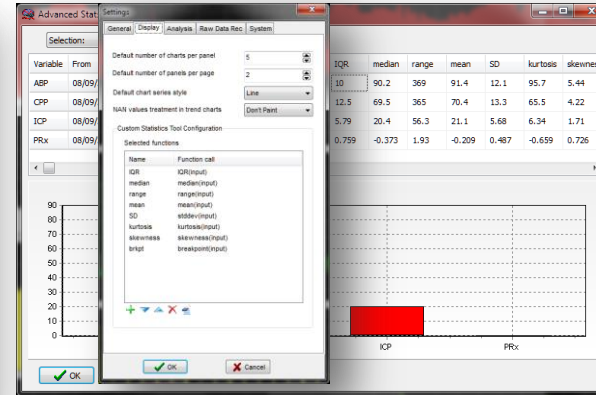 Advanced Stat
Settings
Selection:
General Display Analysis Raw Data Rec System
Default number of charts per panel 5
Default number of panels per page 2
Default chart series style Line
NAN values treatment in trend charts Don't Paint
Custom Statistics Tool Configuration
Selected functions
Name Function call
IQR IQR(input)
median median(input)
range range(input)
mean mean(input)
SD stddev(input)
kurtosis kurtosis(input)
skewness skewness(input)
brkpt breakpoint(input)
OK Cancel
Variable From IQR median range mean SD kurtosis skewnes
ABP 08/09/ 10 90.2 369 91.4 12.1 95.7 5.44
CPP 08/09/ 12.5 69.5 365 70.4 13.3 65.5 4.22
ICP 08/09/ 5.79 20.4 56.3 21.1 5.68 6.34 1.71
PRx 08/09/ 0.759 -0.373 1.93 -0.209 0.487 -0.659 0.726
90
80
70
60
50
40
30
20
10
0
ICP PRx
OK